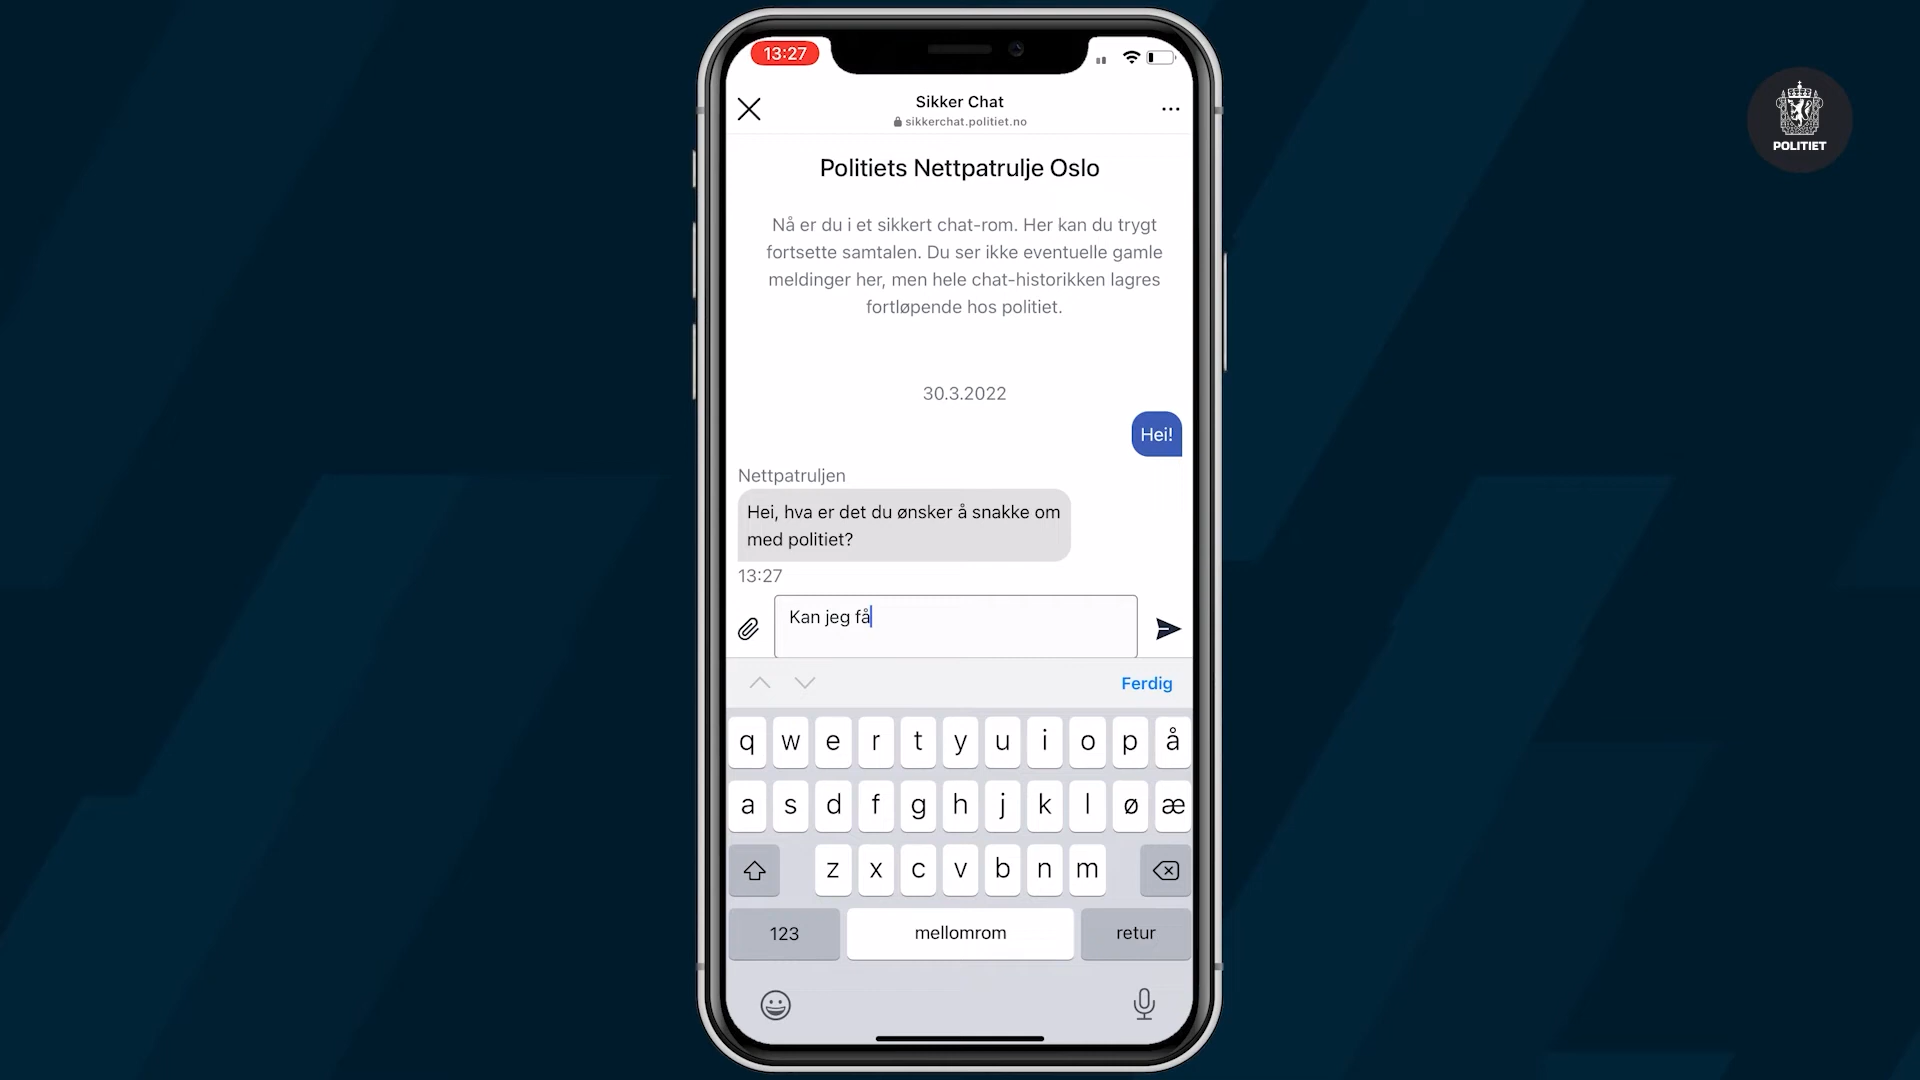 13:27
Sikker Chat
sikkerchat.politiet.no
POLITIET
Politiets Nettpatrulje Oslo
Nå er du i et sikkert chat-rom. Her kan du trygt
fortsette samtalen. Du ser ikke eventuelle gamle
meldinger her, men hele chat-historikken lagres
fortløpende hos politiet.
30.3.2022
Hei!
Nettpatruljen
Hei, hva er det du ønsker å snakke om
med politiet?
13:27
Kan jeg få
Ferdig
q w e r t y u i o p å
a s d f g h j k l ø æ
z x c v b n m
123 mellomrom retur